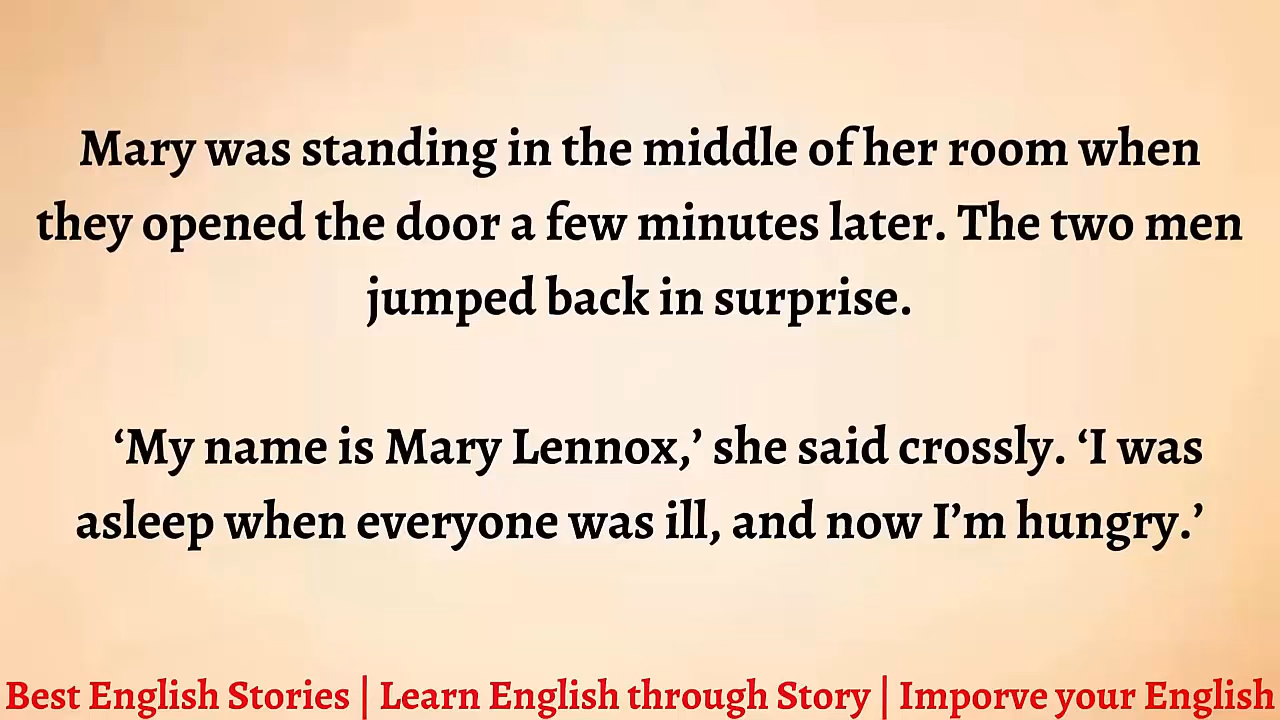 Mary was standing in the middle of her room when
they opened the door a few minutes later. The two men
jumped back in surprise.
‘My name is Mary Lennox,’ she said crossly. ‘I was
asleep when everyone was ill, and now I’m hungry.’
Best English Stories | Learn English through Story | Imporve your English